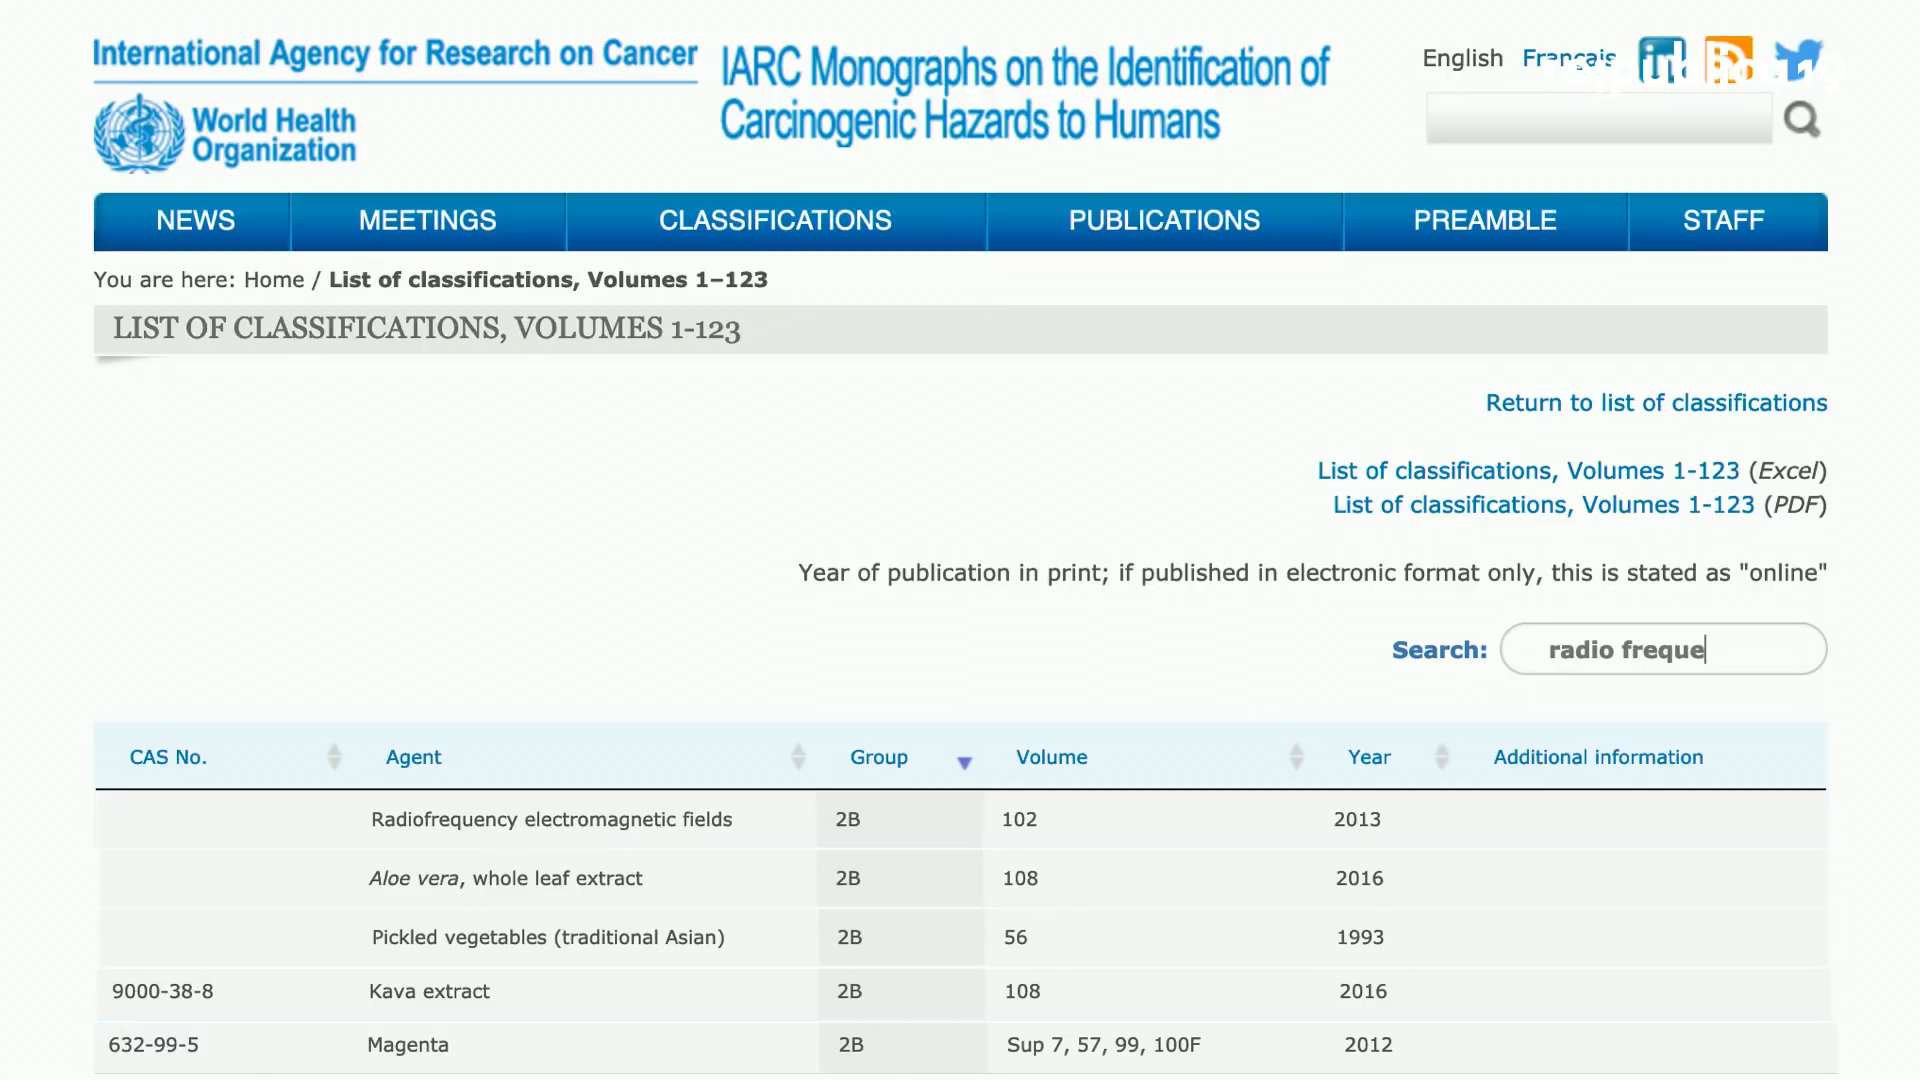 International Agency for Research on Cancer
World Health
Organization
IARC Monographs on the Identification of
Carcinogenic Hazards to Humans
English Français
NEWS MEETINGS CLASSIFICATIONS PUBLICATIONS PREAMBLE STAFF
You are here: Home / List of classifications, Volumes 1–123
LIST OF CLASSIFICATIONS, VOLUMES 1-123
Return to list of classifications
List of classifications, Volumes 1-123 (Excel)
List of classifications, Volumes 1-123 (PDF)
Year of publication in print; if published in electronic format only, this is stated as "online"
Search: radio freque
CAS No. Agent Group Volume Year Additional information
Radiofrequency electromagnetic fields 2B 102 2013
Aloe vera, whole leaf extract 2B 108 2016
Pickled vegetables (traditional Asian) 2B 56 1993
9000-38-8 Kava extract 2B 108 2016
632-99-5 Magenta 2B Sup 7, 57, 99, 100F 2012